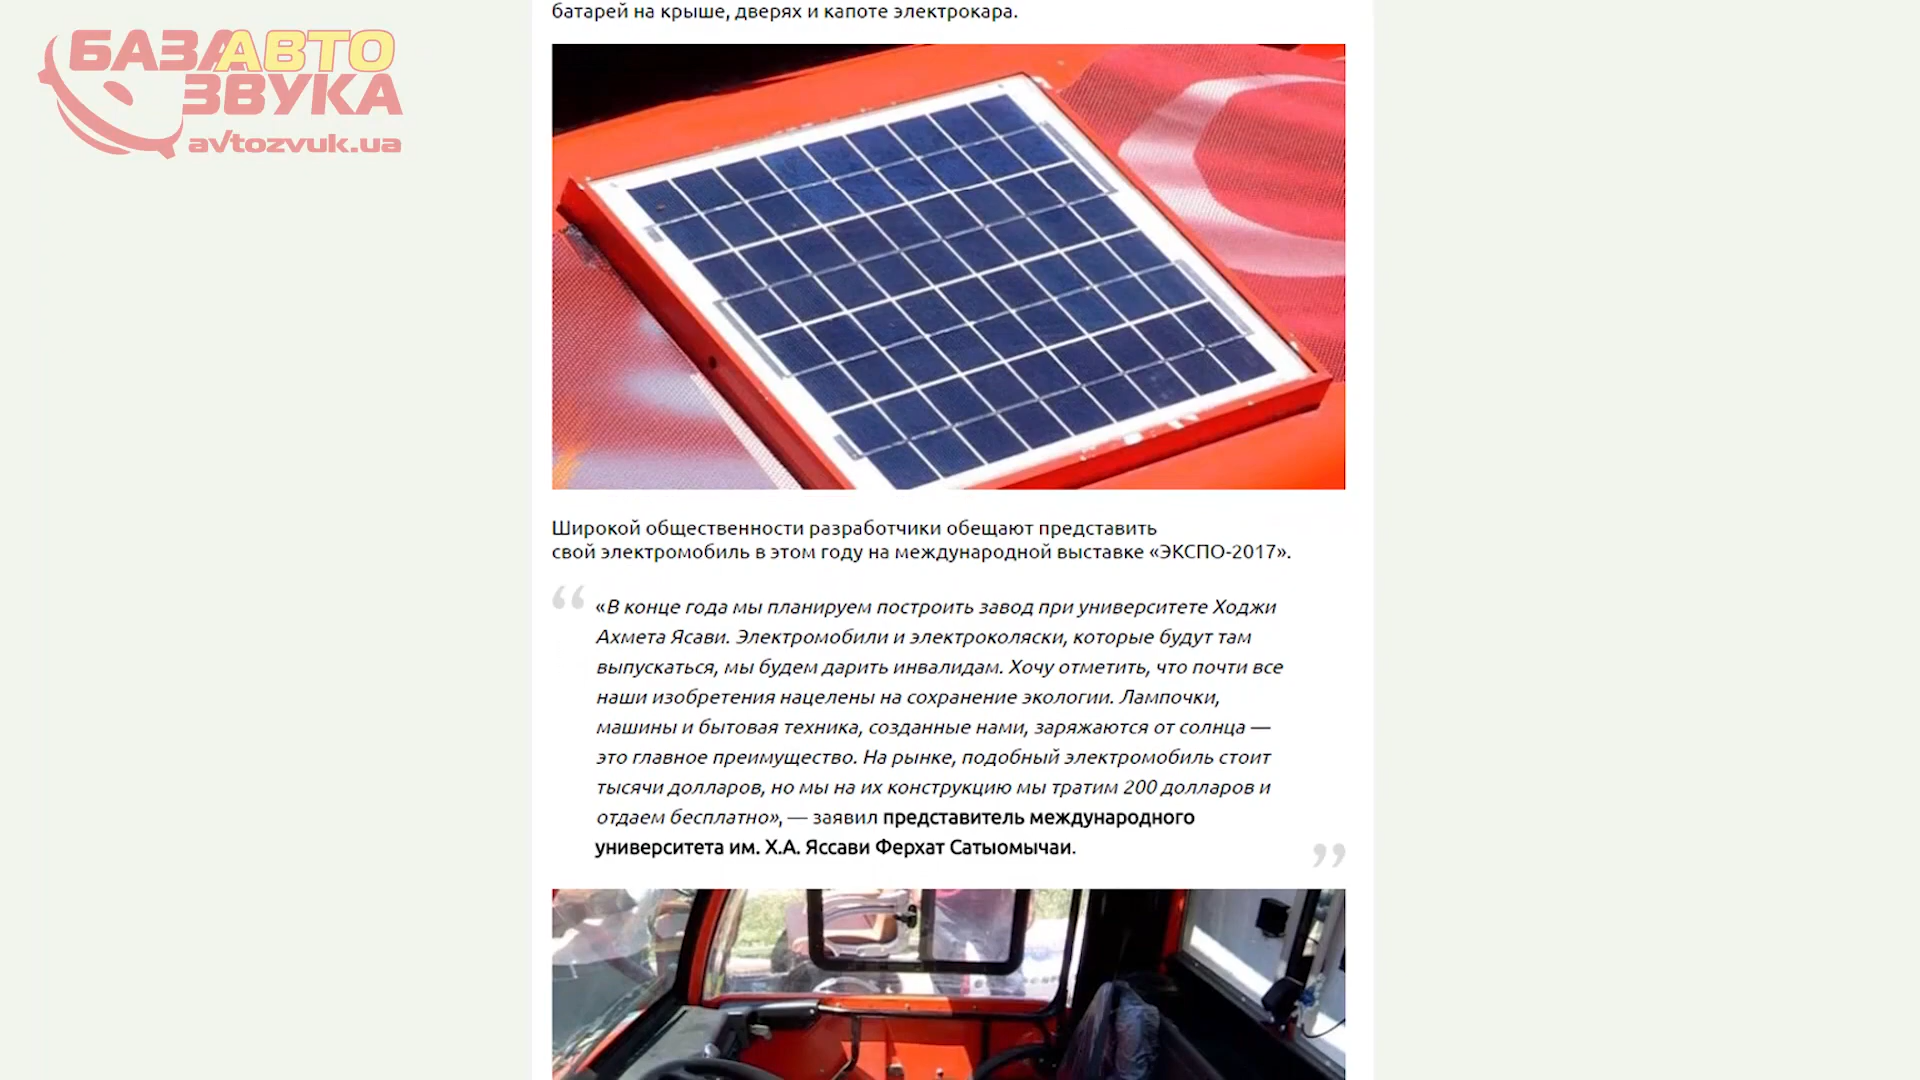 БАЗА АВТО
ЗВУКА
avtozvuk.ua
батарей на крыше, дверях и капоте электрокара.
Широкой общественности разработчики обещают представить
свой электромобиль в этом году на международной выставке «ЭКСПО-2017».
«В конце года мы планируем построить завод при университете Ходжи
Ахмета Ясави. Электромобили и электроколяски, которые будут там
выпускаться, мы будем дарить инвалидам. Хочу отметить, что почти все
наши изобретения нацелены на сохранение экологии. Лампочки,
машины и бытовая техника, созданные нами, заряжаются от солнца —
это главное преимущество. На рынке, подобный электромобиль стоит
тысячи долларов, но мы на их конструкцию мы тратим 200 долларов и
отдаем бесплатно», — заявил представитель международного
университета им. Х.А. Яссави Ферхат Сатыомычаи.